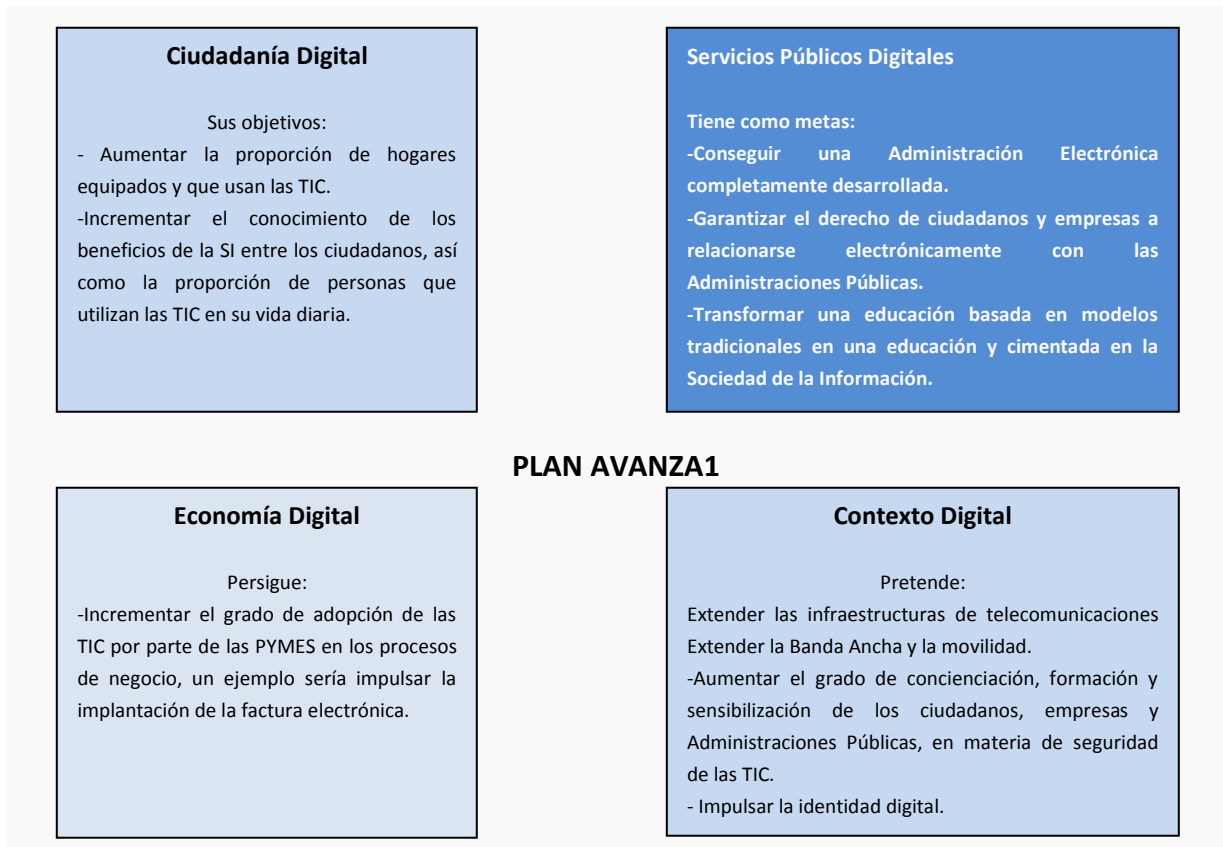 Ciudadanía Digital
Sus objetivos:
- Aumentar la proporción de hogares
equipados y que usan las TIC.
-Incrementar el conocimiento de los
beneficios de la SI entre los ciudadanos, así
como la proporción de personas que
utilizan las TIC en su vida diaria.
Servicios Públicos Digitales
Tiene como metas:
-Conseguir una Administración Electrónica
completamente desarrollada.
-Garantizar el derecho de ciudadanos y empresas a
relacionarse electrónicamente con las
Administraciones Públicas.
-Transformar una educación basada en modelos
tradicionales en una educación y cimentada en la
Sociedad de la Información.
PLAN AVANZA1
Economía Digital
Persigue:
-Incrementar el grado de adopción de las
TIC por parte de las PYMES en los procesos
de negocio, un ejemplo sería impulsar la
implantación de la factura electrónica.
Contexto Digital
Pretende:
Extender las infraestructuras de telecomunicaciones
Extender la Banda Ancha y la movilidad.
-Aumentar el grado de concienciación, formación y
sensibilización de los ciudadanos, empresas y
Administraciones Públicas, en materia de seguridad
de las TIC.
- Impulsar la identidad digital.